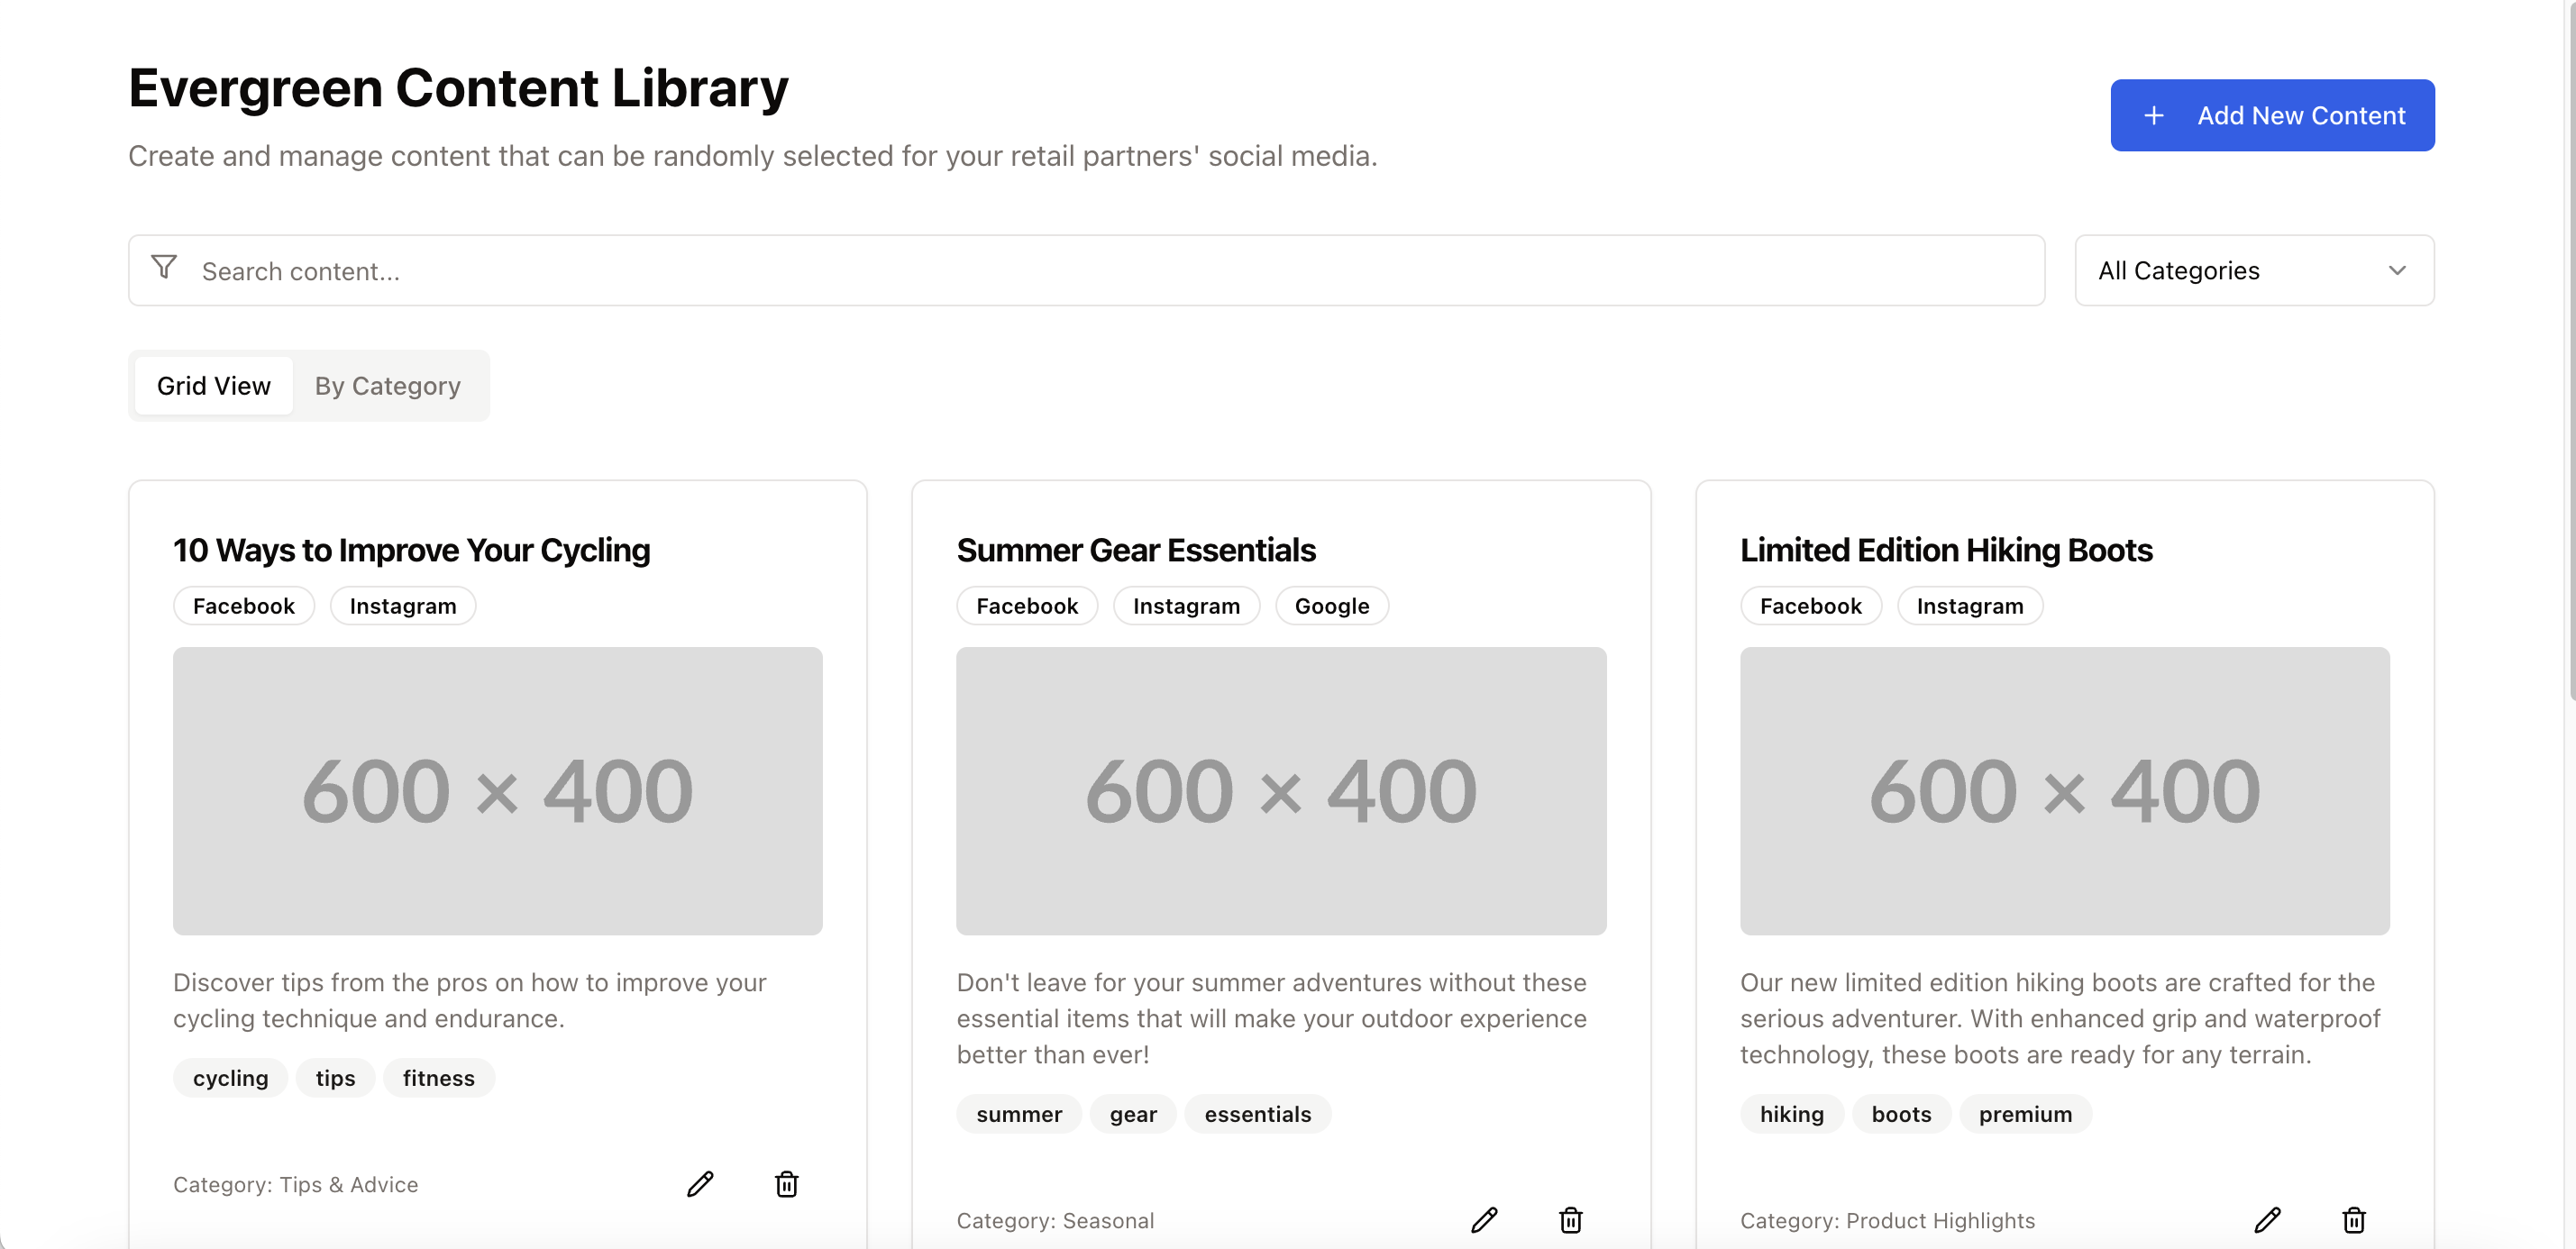 Evergreen Content Library
Create and manage content that can be randomly selected for your retail partners' social media.
+ Add New Content
Search content...
All Categories
Grid View
By Category
10 Ways to Improve Your Cycling
Facebook
Instagram
600 × 400
Discover tips from the pros on how to improve your
cycling technique and endurance.
cycling
tips
fitness
Category: Tips & Advice
Summer Gear Essentials
Facebook
Instagram
Google
600 × 400
Don't leave for your summer adventures without these
essential items that will make your outdoor experience
better than ever!
summer
gear
essentials
Category: Seasonal
Limited Edition Hiking Boots
Facebook
Instagram
600 × 400
Our new limited edition hiking boots are crafted for the
serious adventurer. With enhanced grip and waterproof
technology, these boots are ready for any terrain.
hiking
boots
premium
Category: Product Highlights